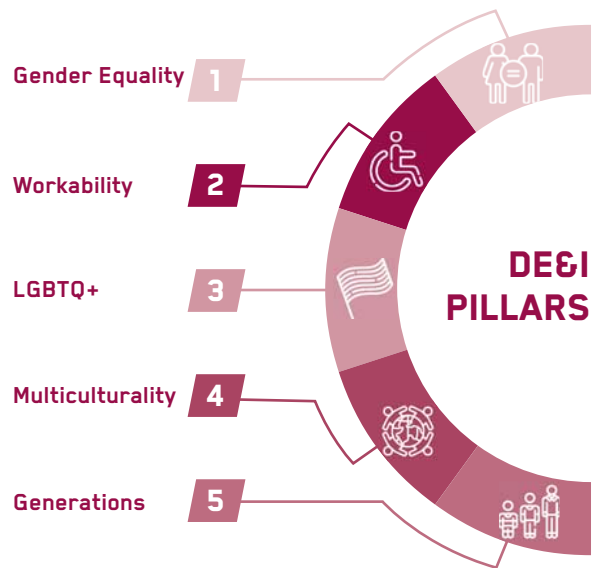 Gender Equality 1
Workability 2
LGBTQ+ 3
Multiculturality 4
Generations 5
DE&I
PILLARS